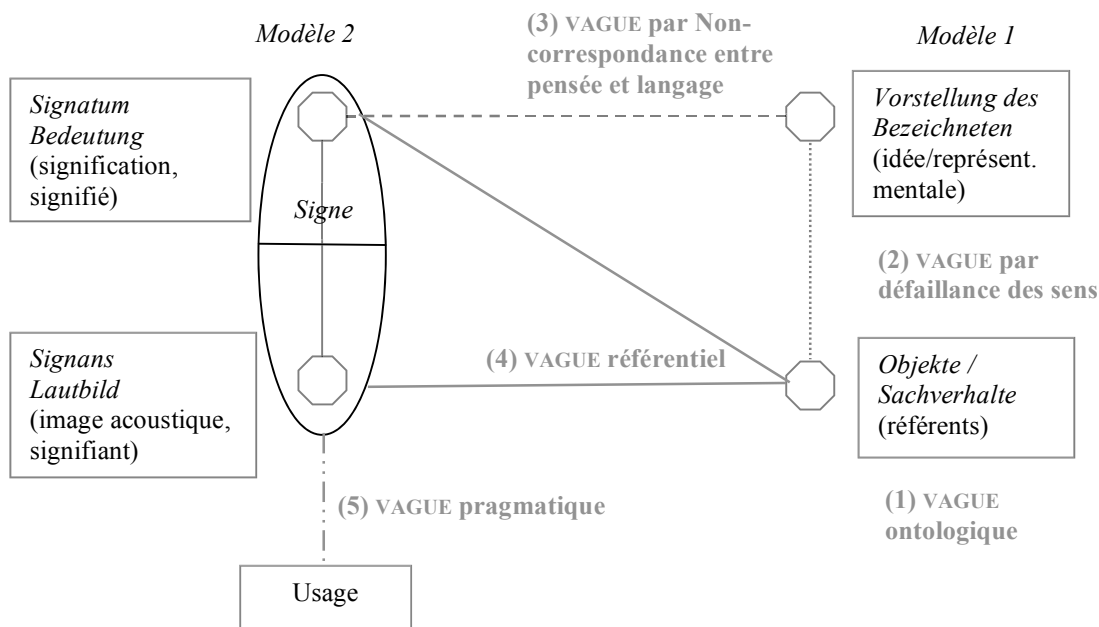 Modèle 2
(3) VAGUE par Non-
corrspondance entre
pensée et langage
Modèle 1
Signatum
Bedeutung
(signification,
signifié)
Signe
Vorstellung des
Bezeichneten
(idée/représent.
mentale)
(2) VAGUE par
défaillance des sens
Signans
Lautbild
(image acoustique,
signifiant)
(4) VAGUE référentiel
Objekte /
Sachverhalte
(référents)
(5) VAGUE pragmatique
(1) VAGUE
ontologique
Usage